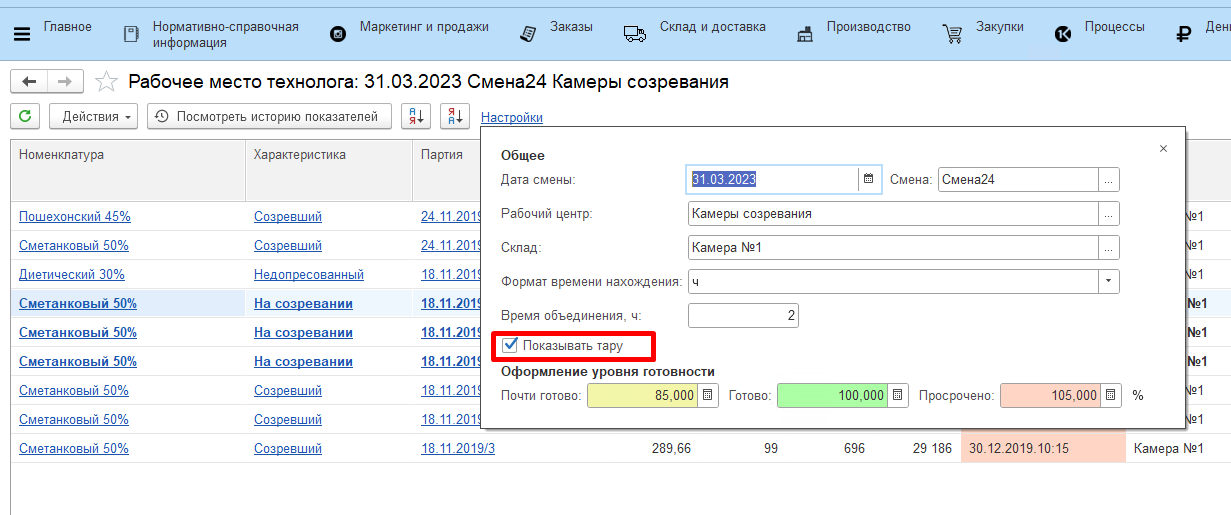 Главное
Нормативно-справочная
информация
Маркетинг и продажи
Заказы
Склад и доставка
Производство
Закупки
Процессы
Рабочее место технолога: 31.03.2023 Смена24 Камеры созревания
Действия
Посмотреть историю показателей
Настройки
Номенклатура Характеристика Партия
Общее
Дата смены: 31.03.2023 Смена: Смена24 ...
Рабочий центр: Камеры созревания ...
Склад: Камера №1 ...
Формат времени нахождения: ч
Время объединения, ч: 2
Показывать тару
Оформление уровня готовности
Почти готово: 85,000 Готово: 100,000 Просрочено: 105,000 %
Пошехонский 45% Созревший 24.11.2019 №1
Сметанковый 50% Созревший 24.11.2019
Диетический 30% Недопресованный 18.11.2019 №1
Сметанковый 50% На созревании 18.11.2019 №1
Сметанковый 50% На созревании 18.11.2019 №1
Сметанковый 50% На созревании 18.11.2019 №1
Сметанковый 50% Созревший 18.11.2019 №1
Сметанковый 50% Созревший 18.11.2019 №1
Сметанковый 50% Созревший 18.11.2019/3 289,66 99 696 29 186 30.12.2019.10:15 Камера №1